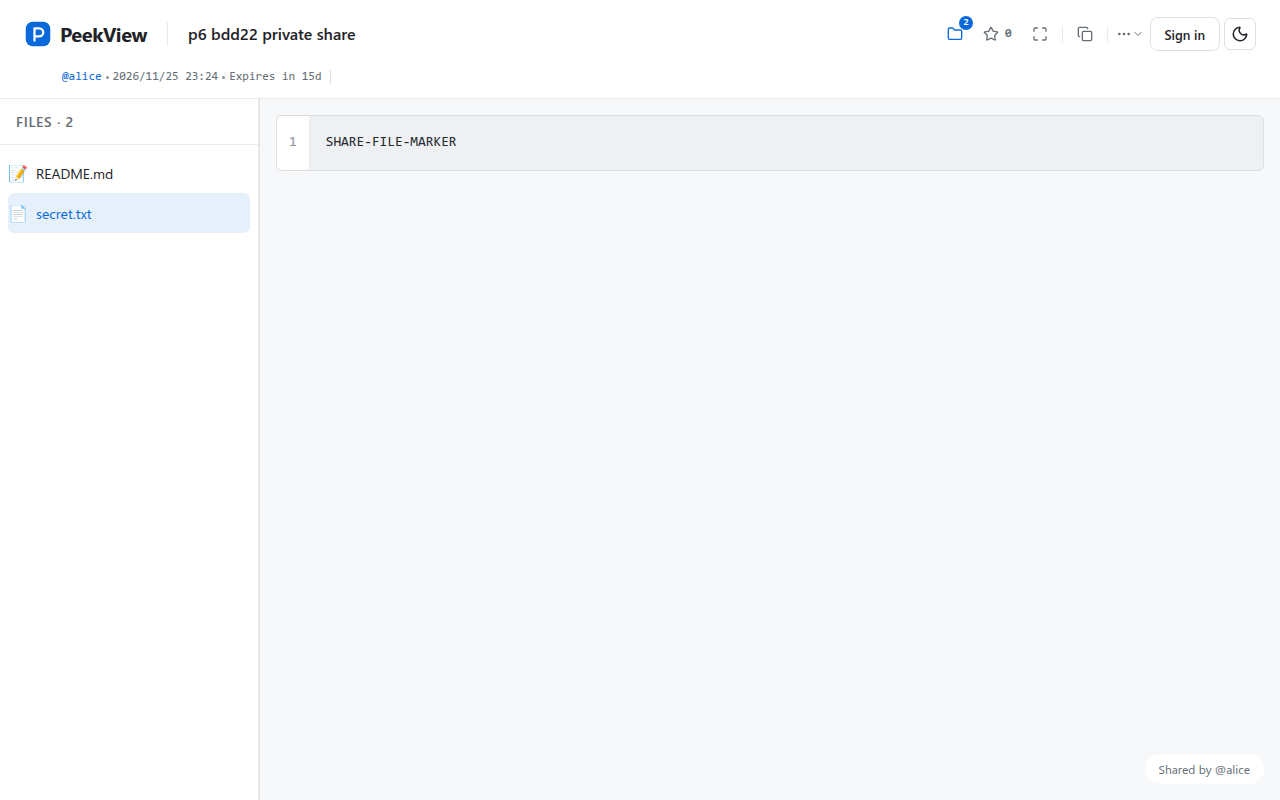 P PeekView p6 bdd22 private share 2 0 Sign in
@alice • 2026/11/25 23:24 • Expires in 15d
FILES · 2
README.md
secret.txt
1 SHARE-FILE-MARKER
Shared by @alice